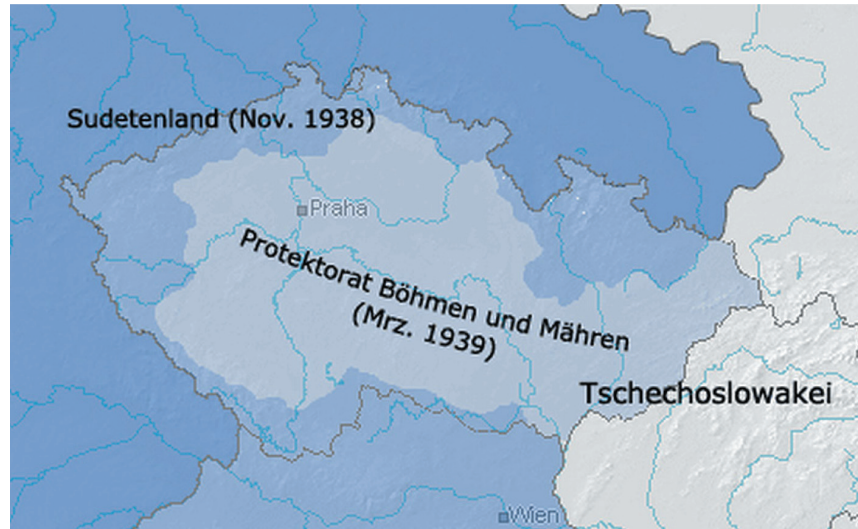 Sudetenland (Nov. 1938)
Praha
Protektorat Böhmen und Mähren
(Mrz. 1939)
Tschechoslowakei
Wien